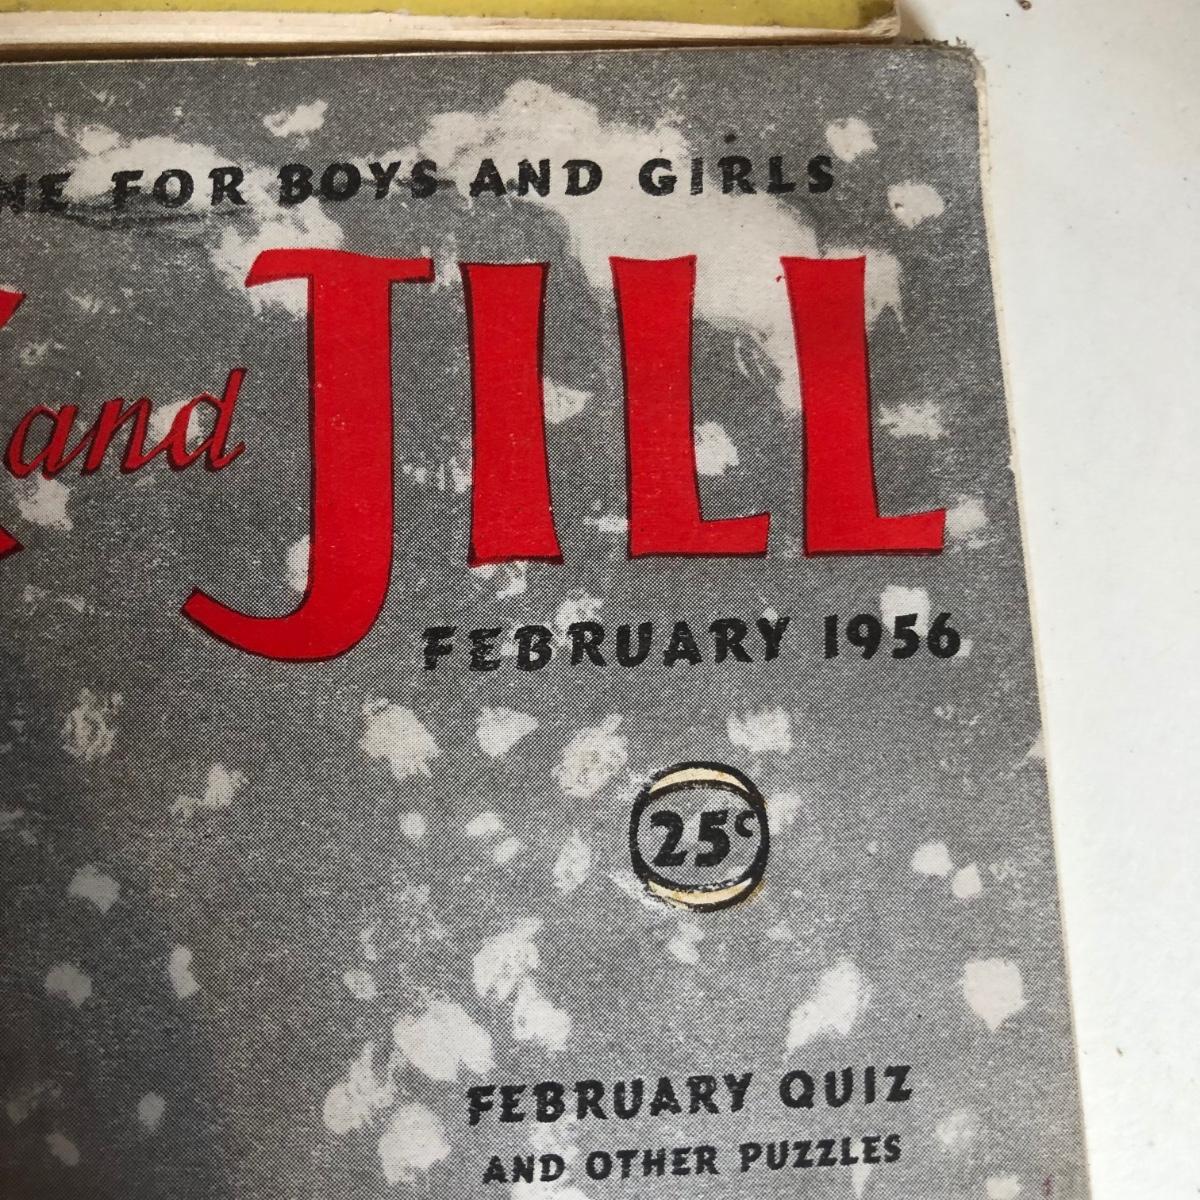 NE FOR BOYS AND GIRLS
K and JILL
FEBRUARY 1956
25c
FEBRUARY QUIZ
AND OTHER PUZZLES